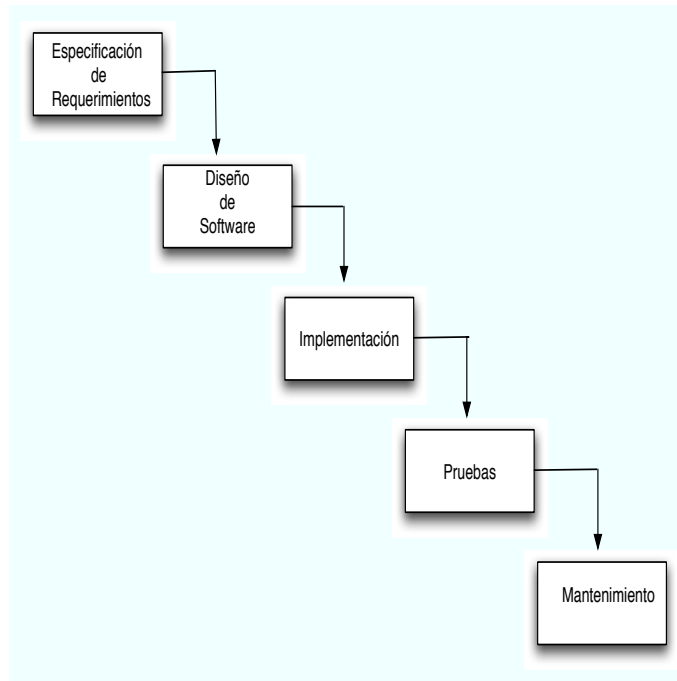 Especificación
de
Requerimientos
Diseño
de
Software
Implementación
Pruebas
Mantenimiento